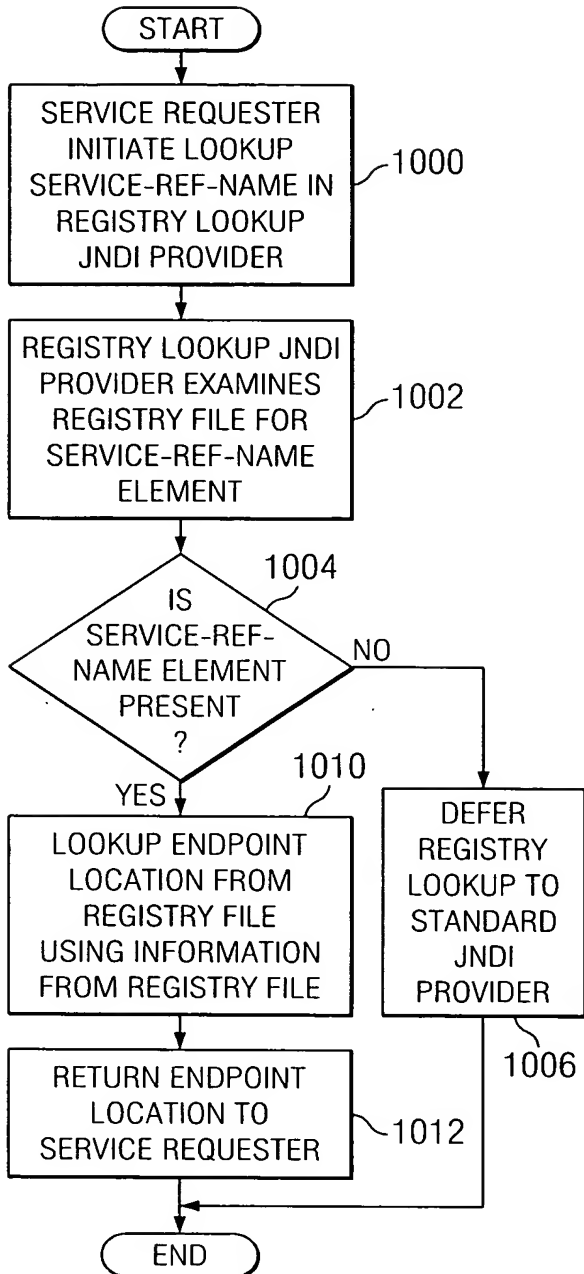 START
SERVICE REQUESTER
INITIATE LOOKUP
SERVICE-REF-NAME IN
REGISTRY LOOKUP
JNDI PROVIDER
1000
REGISTRY LOOKUP JNDI
PROVIDER EXAMINES
REGISTRY FILE FOR
SERVICE-REF-NAME
ELEMENT
1002
1004
IS
SERVICE-REF-
NAME ELEMENT
PRESENT
?
NO
YES
1010
LOOKUP ENDPOINT
LOCATION FROM
REGISTRY FILE
USING INFORMATION
FROM REGISTRY FILE
DEFER
REGISTRY
LOOKUP TO
STANDARD
JNDI
PROVIDER
1006
RETURN ENDPOINT
LOCATION TO
SERVICE REQUESTER
1012
END